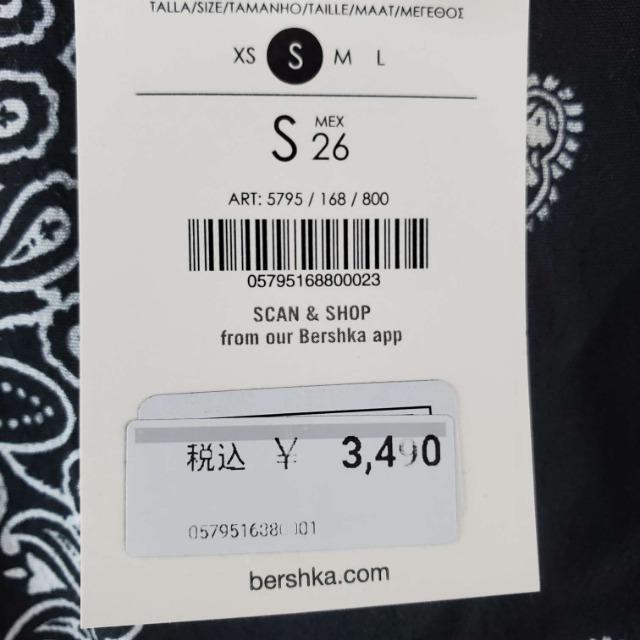 TALLA/SIZE/TAMANHO/TAILLE/MAAT/ΜΕΓΕΘΟΣ
XS S M L
S MEX 26
ART: 5795 / 168 / 800
05795168800023
SCAN & SHOP
from our Bershka app
税込 ¥ 3,490
bershka.com